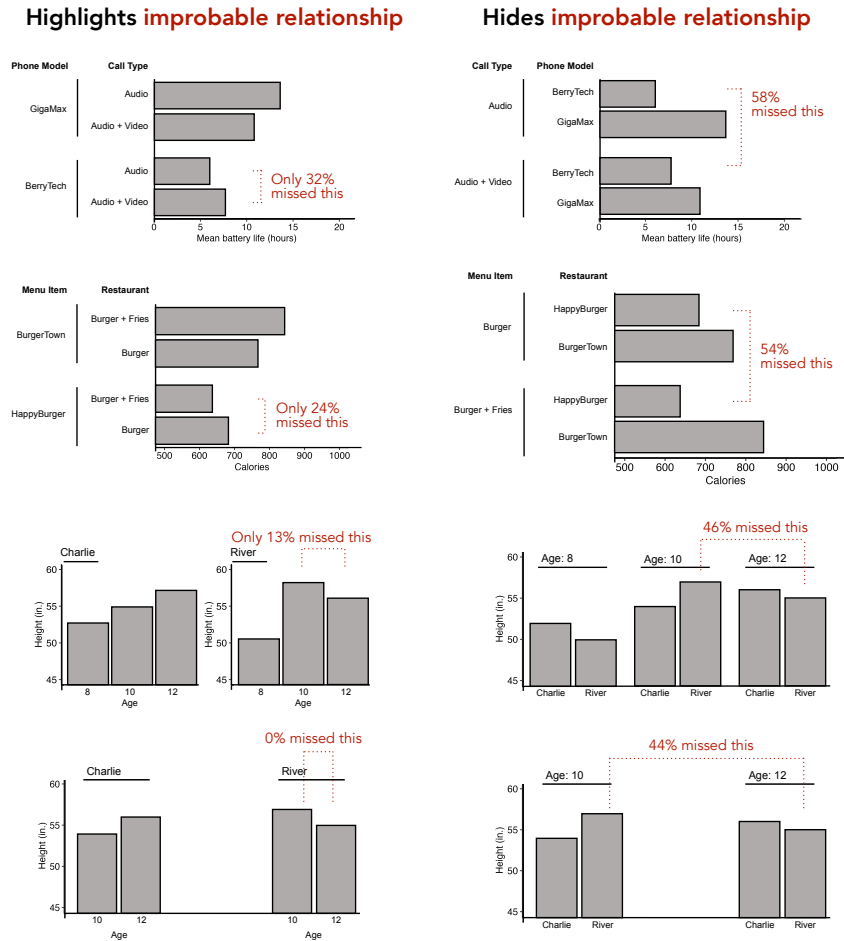 Highlights improbable relationship
Phone Model Call Type
GigaMax
Audio
Audio + Video
BerryTech
Audio
Audio + Video
Only 32%
missed this
0 5 10 15 20
Mean battery life (hours)
Menu Item Restaurant
BurgerTown
Burger + Fries
Burger
HappyBurger
Burger + Fries
Burger
Only 24%
missed this
500 600 700 800 900 1000
Calories
Only 13% missed this
Charlie River
60
55
50
45
Height (in.)
8 10 12
Age
60
55
50
45
Height (in.)
8 10 12
Age
0% missed this
Charlie River
60
55
50
45
Height (in.)
10 12
Age
10 12
Age
Hides improbable relationship
Call Type Phone Model
Audio
BerryTech
GigaMax
58%
missed this
Audio + Video
BerryTech
GigaMax
0 5 10 15 20
Mean battery life (hours)
Menu Item Restaurant
Burger
HappyBurger
BurgerTown
54%
missed this
Burger + Fries
HappyBurger
BurgerTown
500 600 700 800 900 1000
Calories
46% missed this
Age: 8 Age: 10 Age: 12
60
55
50
45
Height (in.)
Charlie River Charlie River Charlie River
44% missed this
Age: 10 Age: 12
60
55
50
45
Height (in.)
Charlie River Charlie River